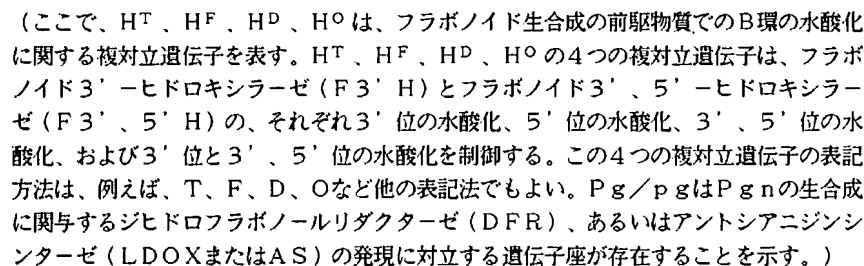 (ここで、Hᵀ、Hꟳ、Hᴰ、Hᴼは、フラボノイド生合成の前駆物質でのB環の水酸化
に関する複対立遺伝子を表す。Hᵀ、Hꟳ、Hᴰ、Hᴼの4つの複対立遺伝子は、フラボ
ノイド3'-ヒドロキシラーゼ(F3'H)とフラボノイド3'、5'-ヒドロキシラー
ゼ(F3'、5'H)の、それぞれ3'位の水酸化、5'位の水酸化、3'、5'位の水
酸化、および3'位と3'、5'位の水酸化を制御する。この4つの複対立遺伝子の表記
方法は、例えば、T、F、D、Oなど他の表記法でもよい。Pg/pgはPgnの生合成
に関与するジヒドロフラボノールリダクターゼ(DFR)、あるいはアントシアニジンシ
ンターゼ(LDOXまたはAS)の発現に対立する遺伝子座が存在することを示す。)